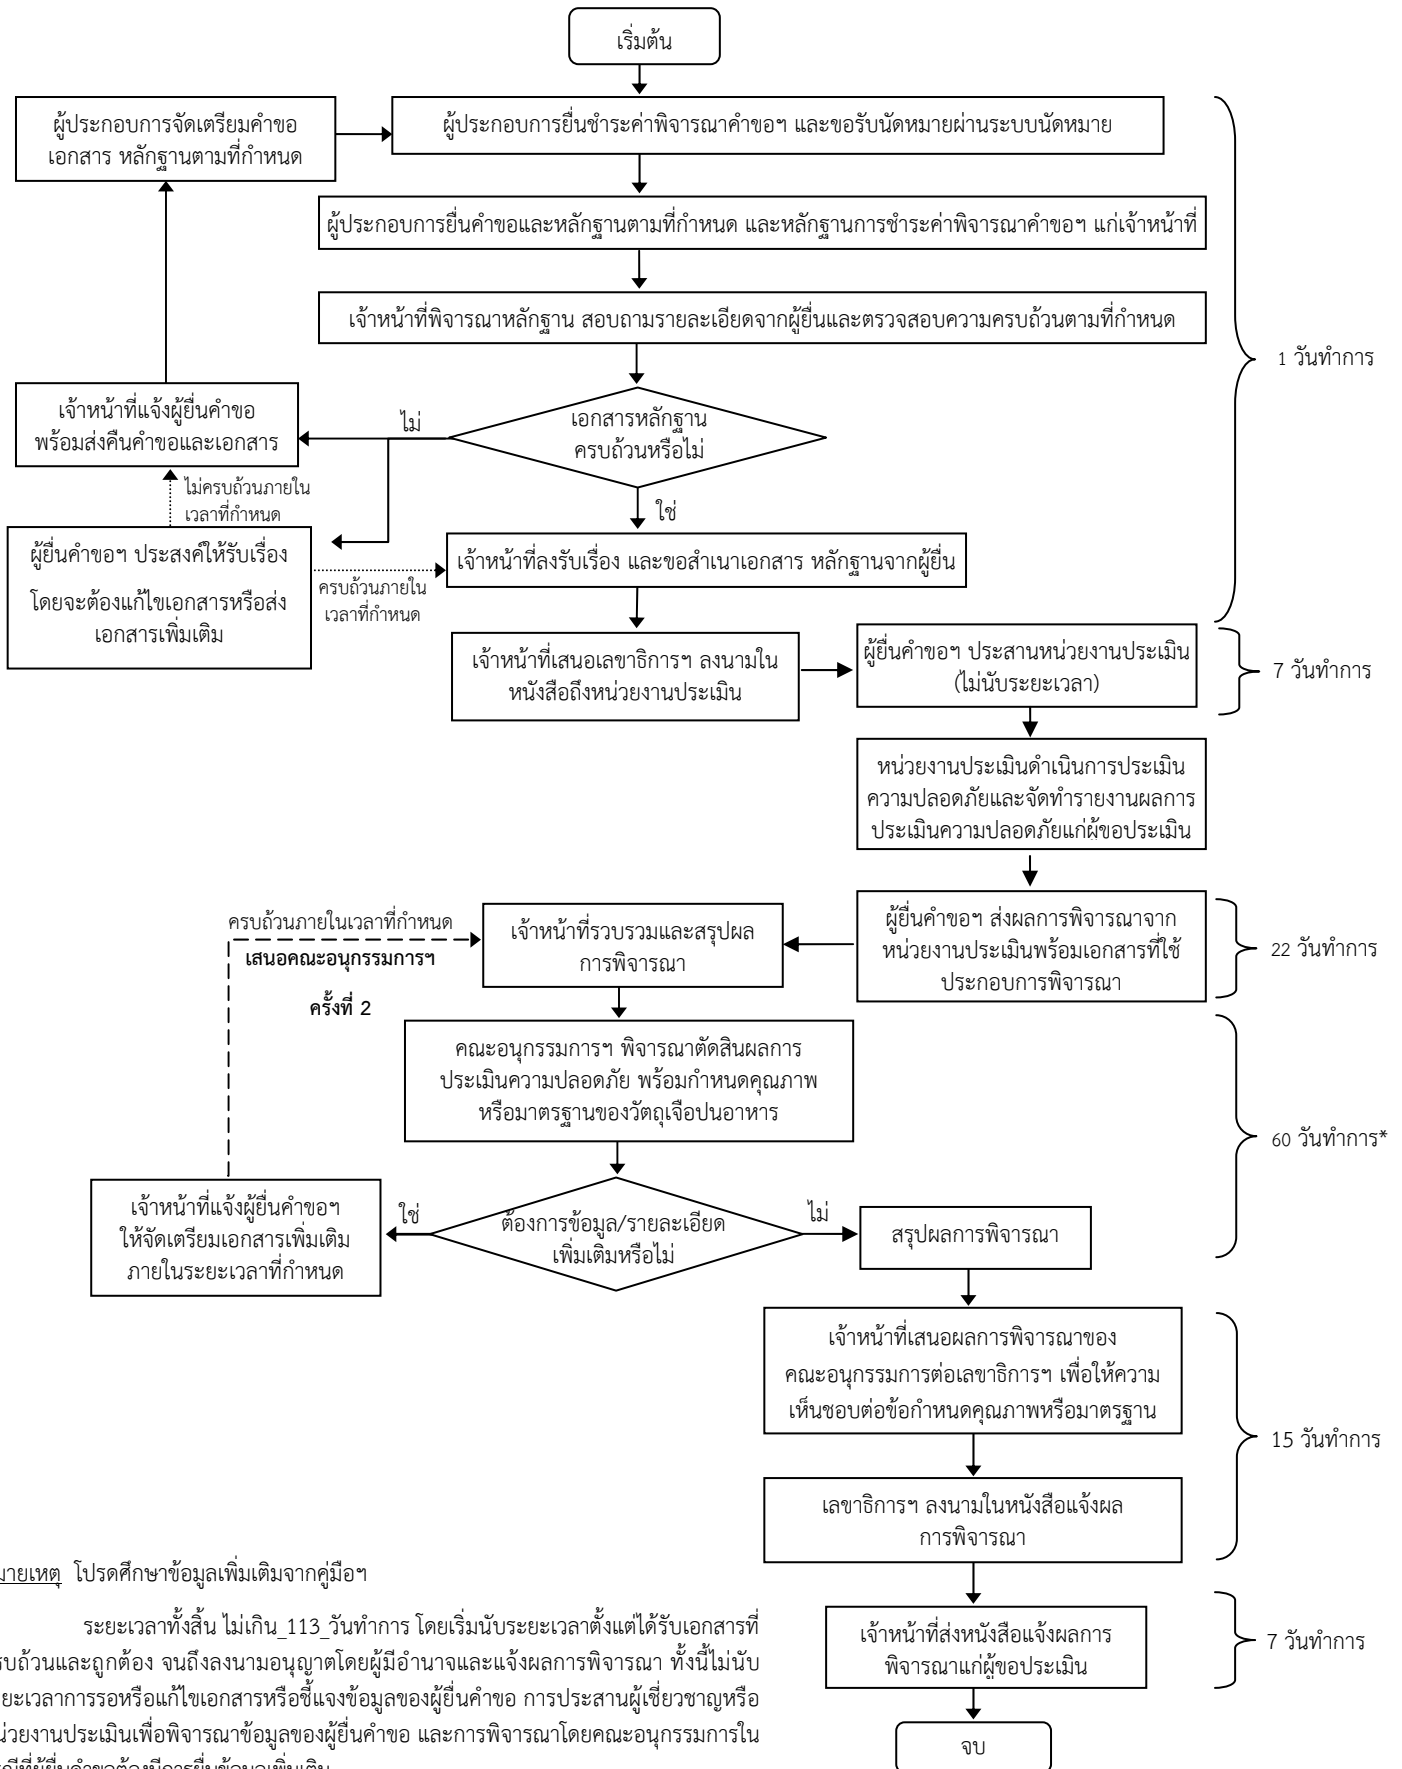 เริ่มต้น
ผู้ประกอบการจัดเตรียมคำขอ
เอกสาร หลักฐานตามที่กำหนด
ผู้ประกอบการยื่นชำระค่าพิจารณาคำขอฯ และขอรับนัดหมายผ่านระบบนัดหมาย
ผู้ประกอบการยื่นคำขอและหลักฐานตามที่กำหนด และหลักฐานการชำระค่าพิจารณาคำขอฯ แก่เจ้าหน้าที่
เจ้าหน้าที่พิจารณาหลักฐาน สอบถามรายละเอียดจากผู้ยื่นและตรวจสอบความครบถ้วนตามที่กำหนด
1 วันทำการ
เจ้าหน้าที่แจ้งผู้ยื่นคำขอ
พร้อมส่งคืนคำขอและเอกสาร
ไม่
เอกสารหลักฐาน
ครบถ้วนหรือไม่
ไม่ครบถ้วนภายใน
เวลาที่กำหนด
ใช่
ผู้ยื่นคำขอฯ ประสงค์ให้รับเรื่อง
โดยจะต้องแก้ไขเอกสารหรือส่ง
เอกสารเพิ่มเติม
ครบถ้วนภายใน
เวลาที่กำหนด
เจ้าหน้าที่ลงรับเรื่อง และขอสำเนาเอกสาร หลักฐานจากผู้ยื่น
เจ้าหน้าที่เสนอเลขาธิการฯ ลงนามใน
หนังสือถึงหน่วยงานประเมิน
ผู้ยื่นคำขอฯ ประสานหน่วยงานประเมิน
(ไม่นับระยะเวลา)
7 วันทำการ
หน่วยงานประเมินดำเนินการประเมิน
ความปลอดภัยและจัดทำรายงานผลการ
ประเมินความปลอดภัยแก่ผู้ขอประเมิน
ผู้ยื่นคำขอฯ ส่งผลการพิจารณาจาก
หน่วยงานประเมินพร้อมเอกสารที่ใช้
ประกอบการพิจารณา
22 วันทำการ
ครบถ้วนภายในเวลาที่กำหนด
เสนอคณะอนุกรรมการฯ
ครั้งที่ 2
เจ้าหน้าที่รวบรวมและสรุปผล
การพิจารณา
คณะอนุกรรมการฯ พิจารณาตัดสินผลการ
ประเมินความปลอดภัย พร้อมกำหนดคุณภาพ
หรือมาตรฐานของวัตถุเจือปนอาหาร
60 วันทำการ*
เจ้าหน้าที่แจ้งผู้ยื่นคำขอฯ
ให้จัดเตรียมเอกสารเพิ่มเติม
ภายในระยะเวลาที่กำหนด
ใช่
ต้องการข้อมูล/รายละเอียด
เพิ่มเติมหรือไม่
ไม่
สรุปผลการพิจารณา
เจ้าหน้าที่เสนอผลการพิจารณาของ
คณะอนุกรรมการต่อเลขาธิการฯ เพื่อให้ความ
เห็นชอบต่อข้อกำหนดคุณภาพหรือมาตรฐาน
15 วันทำการ
เลขาธิการฯ ลงนามในหนังสือแจ้งผล
การพิจารณา
เจ้าหน้าที่ส่งหนังสือแจ้งผลการ
พิจารณาแก่ผู้ขอประเมิน
7 วันทำการ
จบ
มายเหตุ โปรดศึกษาข้อมูลเพิ่มเติมจากคู่มือฯ
ระยะเวลาทั้งสิ้น ไม่เกิน_113_วันทำการ โดยเริ่มนับระยะเวลาตั้งแต่ได้รับเอกสารที่
รบถ้วนและถูกต้อง จนถึงลงนามอนุญาตโดยผู้มีอำนาจและแจ้งผลการพิจารณา ทั้งนี้ไม่นับ
ยะเวลาการรอหรือแก้ไขเอกสารหรือชี้แจงข้อมูลของผู้ยื่นคำขอ การประสานผู้เชี่ยวชาญหรือ
น่วยงานประเมินเพื่อพิจารณาข้อมูลของผู้ยื่นคำขอ และการพิจารณาโดยคณะอนุกรรมการใน
รณีที่ผู้ยื่นคำขอต้องมีการยื่นข้อมูลเพิ่มเติม